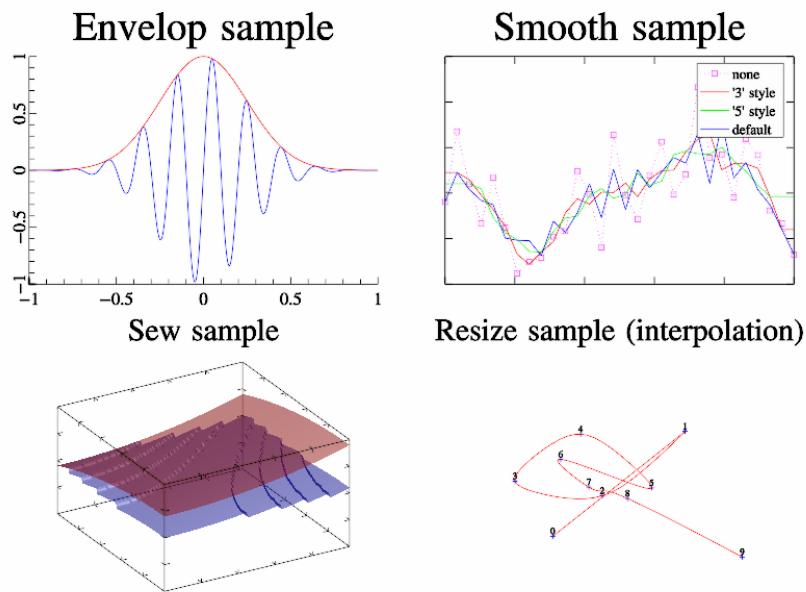 Envelop sample
Smooth sample
1
0.5
0
−0.5
−1
−1
−0.5
0
0.5
1
none
'3' style
'5' style
default
Sew sample
Resize sample (interpolation)
4
1
6
3
7
2
5
8
0
9